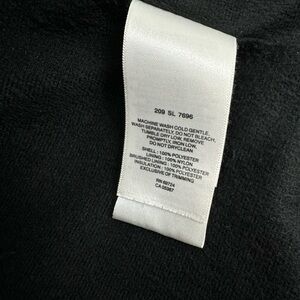 209 SL 7696
MACHINE WASH COLD GENTLE,
WASH SEPARATELY, DO NOT BLEACH,
TUMBLE DRY LOW, REMOVE
PROMPTLY, IRON LOW,
DO NOT DRYCLEAN
SHELL : 100% POLYESTER
LINING : 100% NYLON
BRUSHED LINING : 100% POLYESTER
INSULATION : 100% POLYESTER
EXCLUSIVE OF TRIMMING
RN 69724
CA 05367